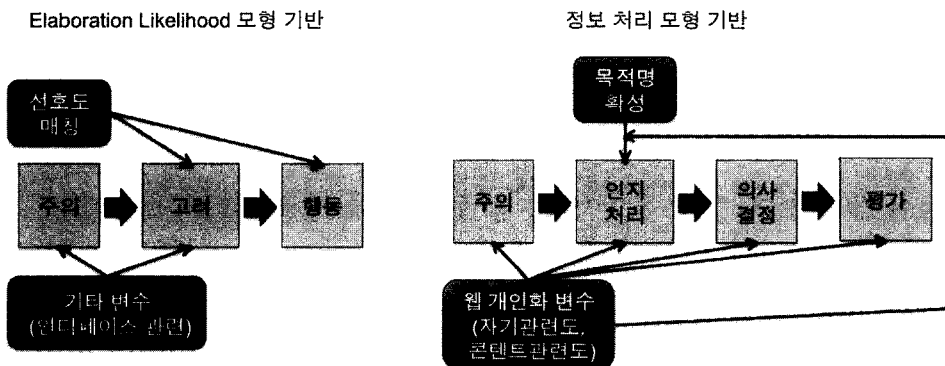 Elaboration Likelihood 모형 기반
정보 처리 모형 기반
선호도
매칭
목적명
확성
주의
고려
행동
주의
인지
처리
의사
결정
평가
기타 변수
(인터페이스 관련)
웹 개인화 변수
(자기관련도,
콘텐트관련도)